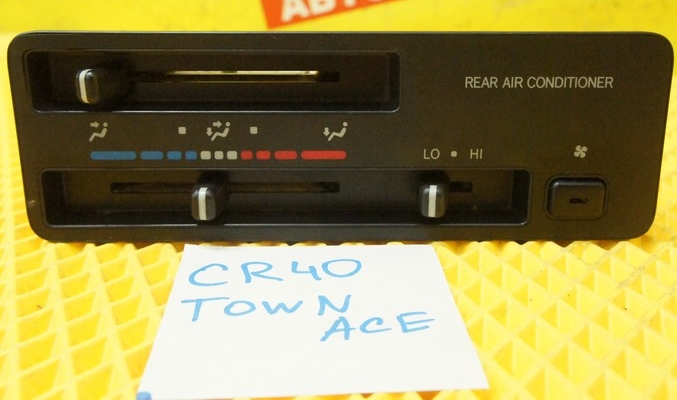 REAR AIR CONDITIONER
LO HI
CR40
TOWN
ACE